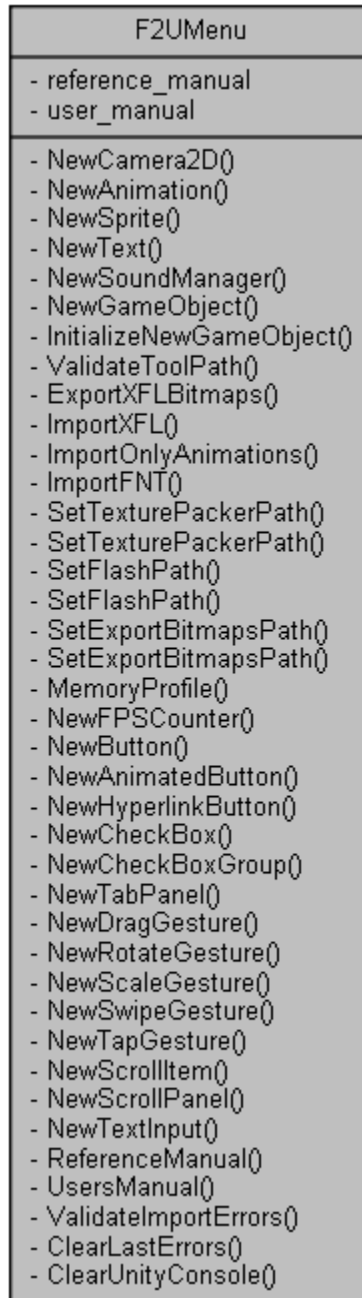 F2UMenu
- reference_manual
- user_manual
- NewCamera2D()
- NewAnimation()
- NewSprite()
- NewText()
- NewSoundManager()
- NewGameObject()
- InitializeNewGameObject()
- ValidateToolPath()
- ExportXFLBitmaps()
- ImportXFL()
- ImportOnlyAnimations()
- ImportFNT()
- SetTexturePackerPath()
- SetTexturePackerPath()
- SetFlashPath()
- SetFlashPath()
- SetExportBitmapsPath()
- SetExportBitmapsPath()
- MemoryProfile()
- NewFPSCounter()
- NewButton()
- NewAnimatedButton()
- NewHyperlinkButton()
- NewCheckBox()
- NewCheckBoxGroup()
- NewTabPanel()
- NewDragGesture()
- NewRotateGesture()
- NewScaleGesture()
- NewSwipeGesture()
- NewTapGesture()
- NewScrollItem()
- NewScrollPanel()
- NewTextInput()
- ReferenceManual()
- UsersManual()
- ValidateImportErrors()
- ClearLastErrors()
- ClearUnityConsole()